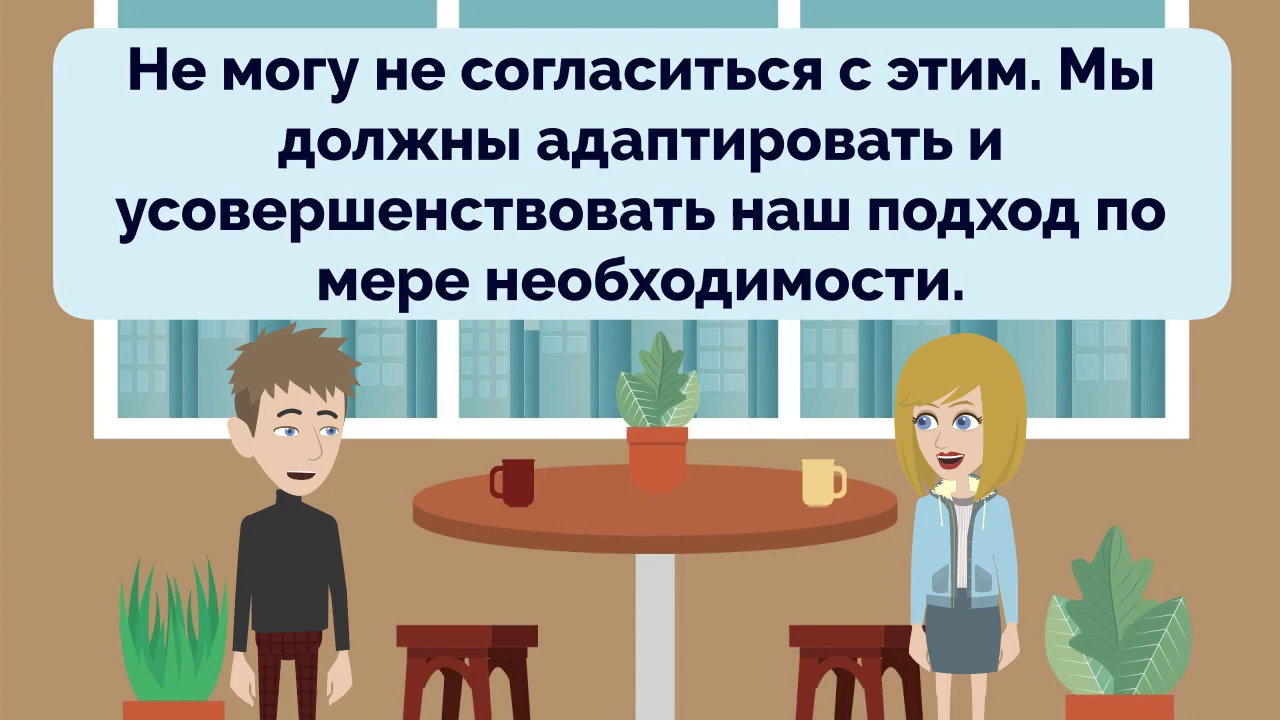 Не могу не согласиться с этим. Мы
должны адаптировать и
усовершенствовать наш подход по
мере необходимости.